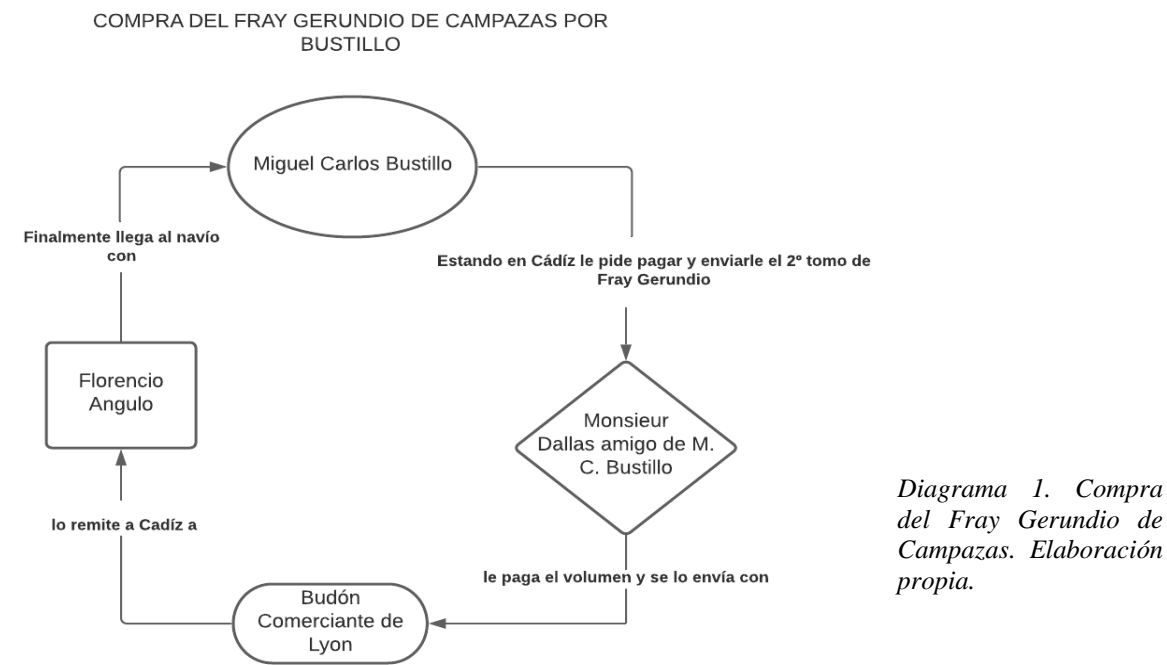 COMPRA DEL FRAY GERUNDIO DE CAMPAZAS POR
BUSTILLO
Miguel Carlos Bustillo
Estando en Cádíz le pide pagar y enviarle el 2º tomo de
Fray Gerundio
Monsieur
Dallas amigo de M.
C. Bustillo
le paga el volumen y se lo envía con
Budón
Comerciante de
Lyon
lo remite a Cadíz a
Florencio
Angulo
Finalmente llega al navío
con
Diagrama 1. Compra
del Fray Gerundio de
Campazas. Elaboración
propia.